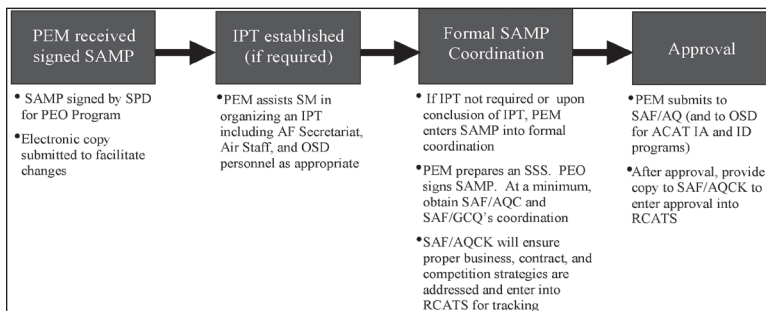 PEM received
signed SAMP
IPT established
(if required)
Formal SAMP
Coordination
Approval
• SAMP signed by SPD
for PEO Program
•Electronic copy
submitted to facilitate
changes
•PEM assists SM in
organizing an IPT
including AF Secretariat,
Air Staff, and OSD
personnel as appropriate
• If IPT not required or upon
conclusion of IPT, PEM
enters SAMP into formal
coordination
•PEM prepares an SSS. PEO
signs SAMP. At a minimum,
obtain SAF/AQC and
SAF/GCQ's coordination
•SAF/AQCK will ensure
proper business, contract, and
competition strategies are
addressed and enter into
RCATS for tracking
•PEM submits to
SAF/AQ (and to OSD
for ACAT IA and ID
programs)
•After approval, provide
copy to SAF/AQCK to
enter approval into
RCATS